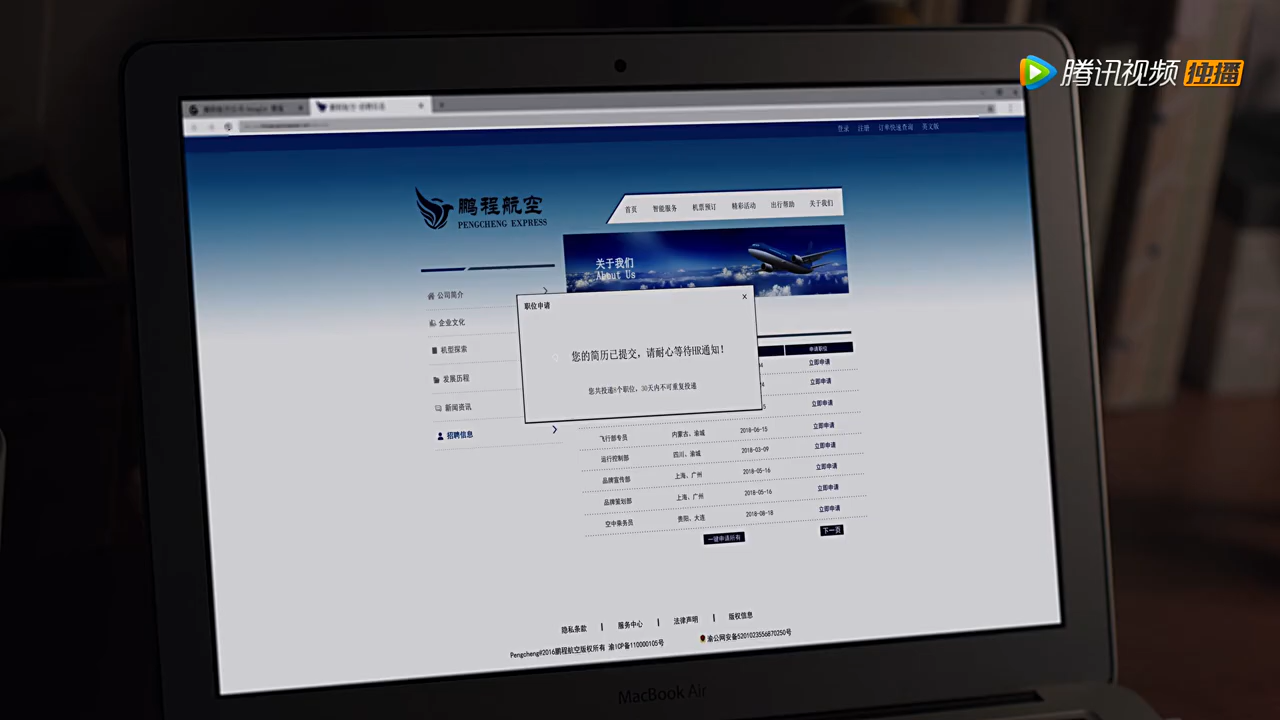 腾讯视频 独播
登录 注册 订单快速查询 英文版
鹏程航空
PENGCHENG EXPRESS
首页 智能服务 机票预订 精彩活动 出行帮助 关于我们
关于我们
About Us
公司简介
企业文化
机型探索
发展历程
新闻资讯
招聘信息
职位申请 ×
您的简历已提交，请耐心等待HR通知！
您共投递8个职位，30天内不可重复投递
申请职位
立即申请
立即申请
立即申请
飞行部专员 内蒙古、渝城 2018-06-15 立即申请
运行控制部 四川、渝城 2018-03-09 立即申请
品牌宣传部 上海、广州 2018-05-16 立即申请
品牌策划部 上海、广州 2018-05-16 立即申请
空中乘务员 贵阳、大连 2018-08-18 立即申请
一键申请所有 下一页
隐私条款 | 服务中心 | 法律声明 | 版权信息
Pengcheng©2016鹏程航空版权所有 渝ICP备110000105号 渝公网安备5201023556870250号
MacBook Air